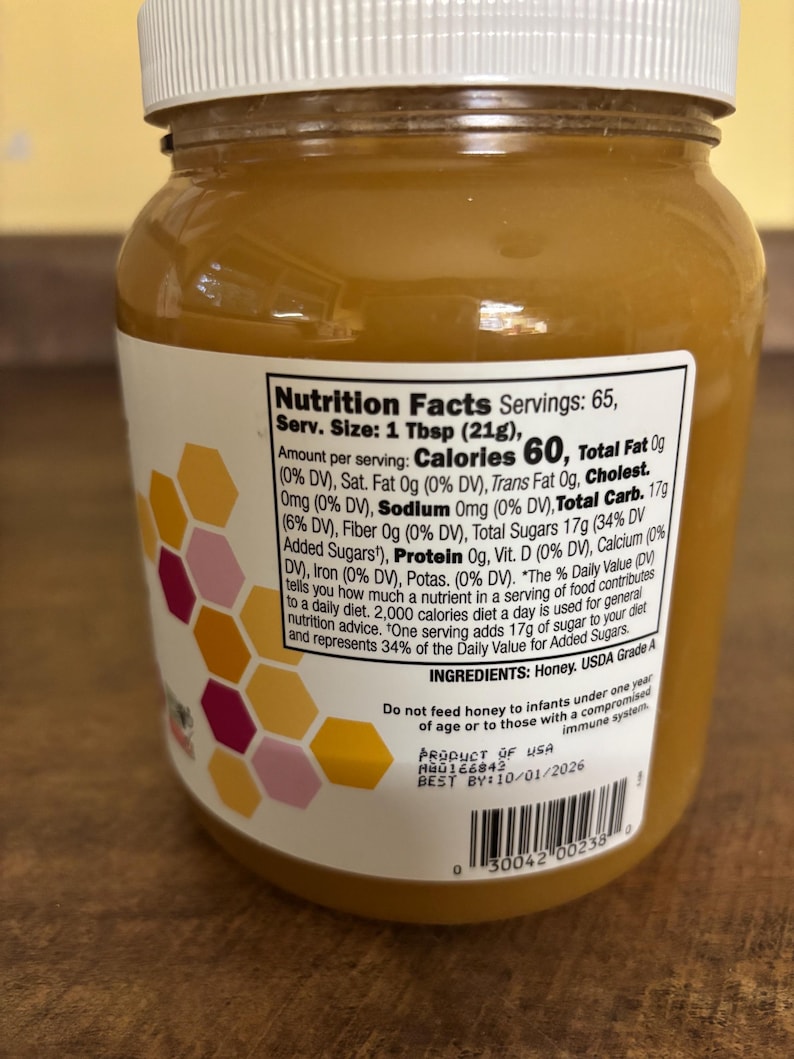 Nutrition Facts Servings: 65,
Serv. Size: 1 Tbsp (21g),
Amount per serving: Calories 60, Total Fat 0g
(0% DV), Sat. Fat 0g (0% DV), Trans Fat 0g, Cholest.
0mg (0% DV), Sodium 0mg (0% DV),Total Carb. 17g
(6% DV), Fiber 0g (0% DV), Total Sugars 17g (34% DV
Added Sugars†), Protein 0g, Vit. D (0% DV), Calcium (0%
DV), Iron (0% DV), Potas. (0% DV). *The % Daily Value (DV)
tells you how much a nutrient in a serving of food contributes
to a daily diet. 2,000 calories diet a day is used for general
nutrition advice. †One serving adds 17g of sugar to your diet
and represents 34% of the Daily Value for Added Sugars.
INGREDIENTS: Honey. USDA Grade A
Do not feed honey to infants under one year
of age or to those with a compromised
immune system.
PRODUCT OF USA
M00166842
BEST BY:10/01/2026
0 30042 00238 0